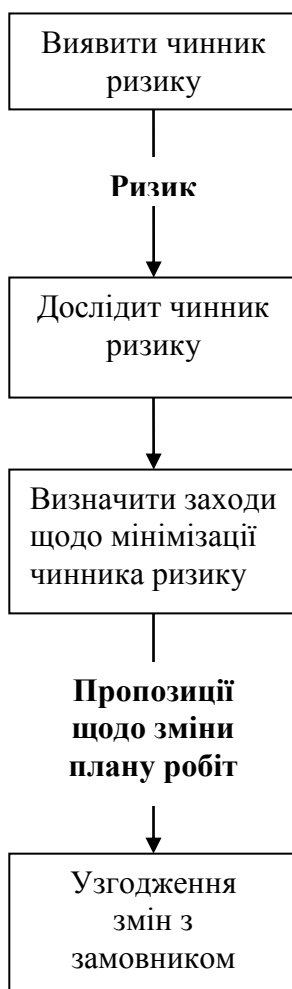 Виявити чинник
ризику
Ризик
Дослідит чинник
ризику
Визначити заходи
щодо мінімізації
чинника ризику
Пропозиції
щодо зміни
плану робіт
Узгодження
змін з
замовником